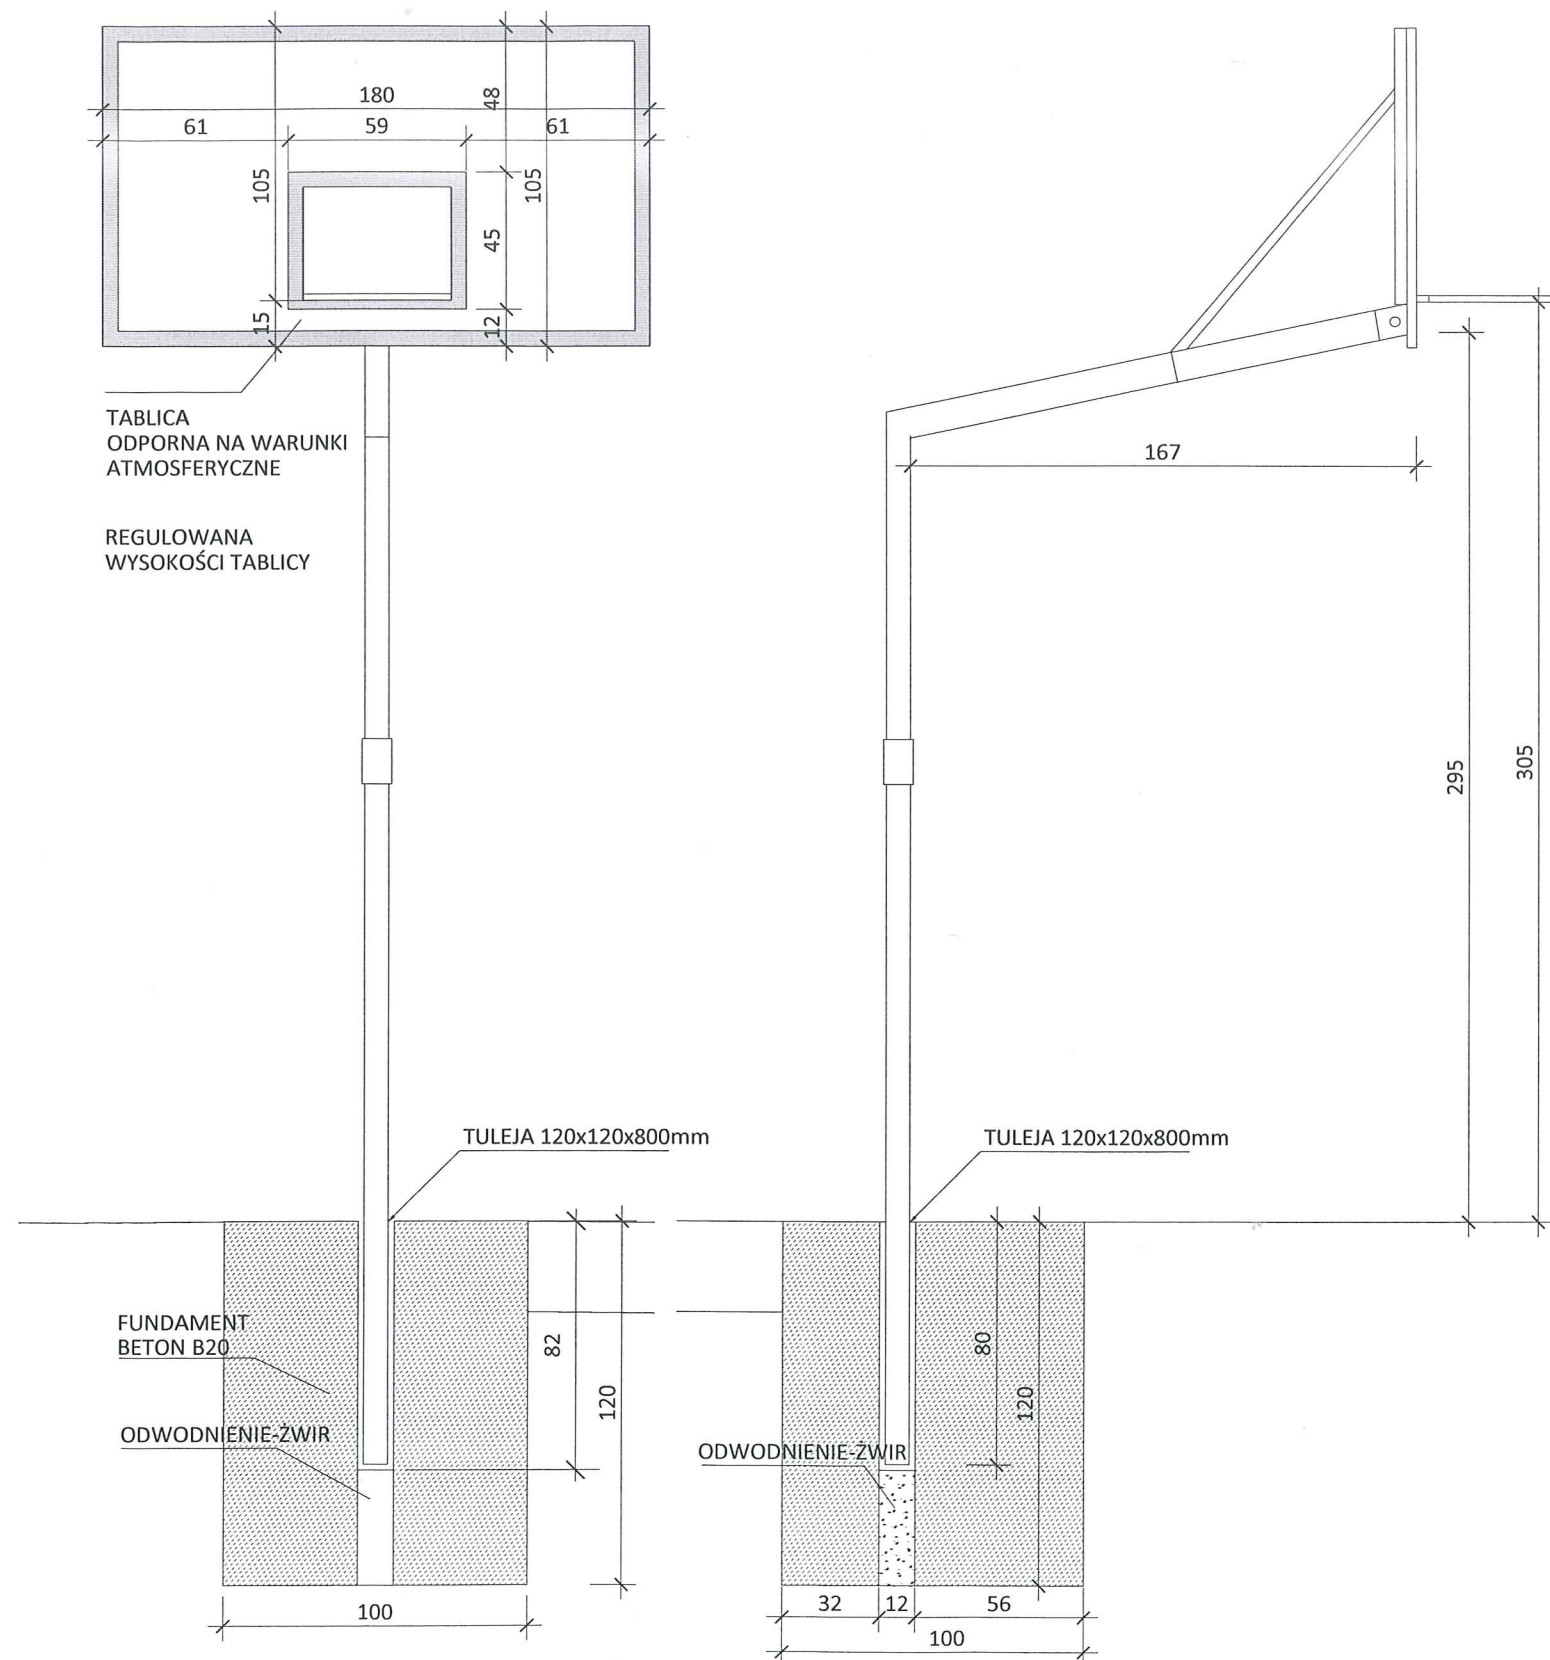 180
48
61
59
61
105
105
45
15
12
TABLICA
ODPORNA NA WARUNKI
ATMOSFERYCZNE
REGULOWANA
WYSOKOŚCI TABLICY
167
295
305
TULEJA 120x120x800mm
TULEJA 120x120x800mm
FUNDAMENT
BETON B20
82
80
120
120
ODWODNIENIE-ŻWIR
ODWODNIENIE-ŻWIR
100
32
12
56
100